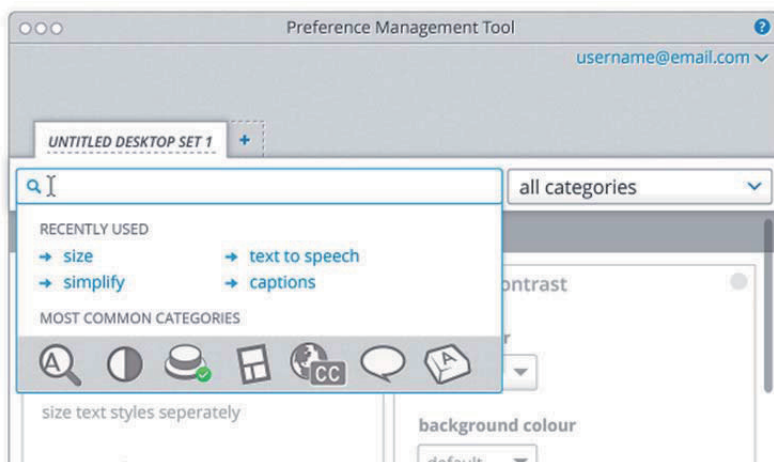 Preference Management Tool
?
username@email.com
UNTITLED DESKTOP SET 1
+
all categories
RECENTLY USED
size
text to speech
simplify
captions
MOST COMMON CATEGORIES
ontrast
r
A
CC
A
size text styles seperately
background colour
default